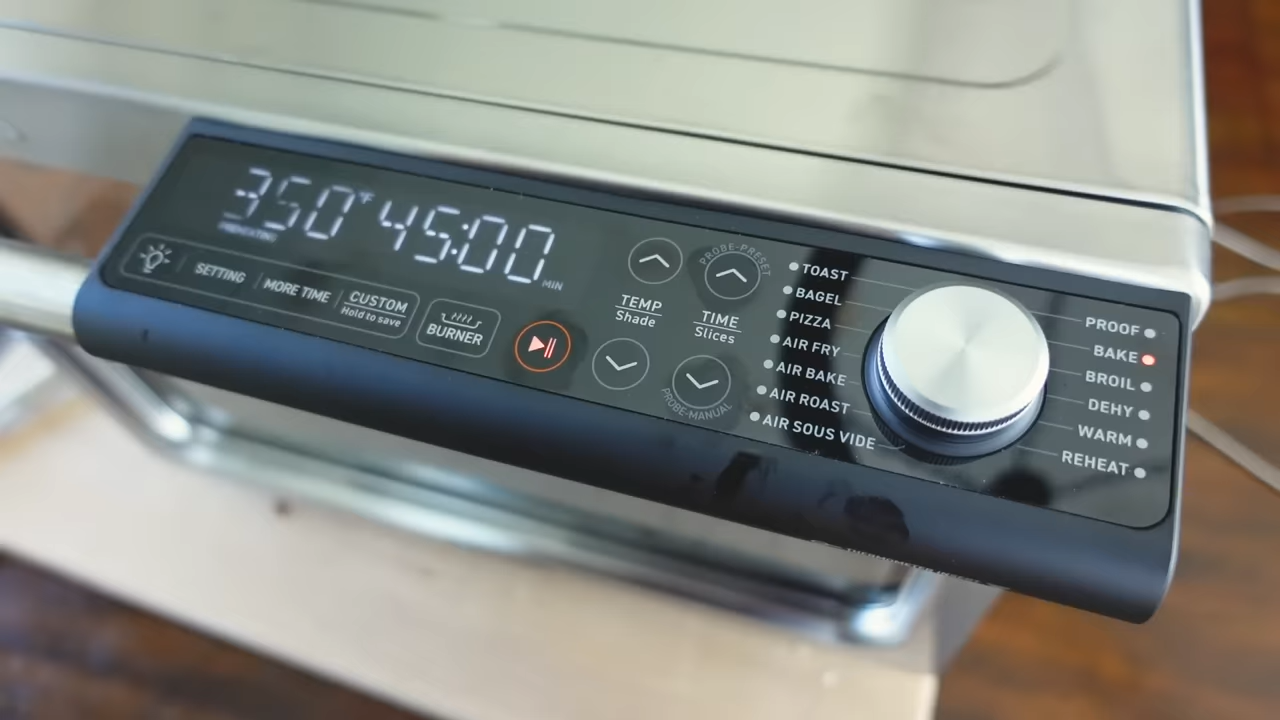 350°F 45:00 MIN
PREHEATING
SETTING
MORE TIME
CUSTOM
Hold to save
BURNER
TEMP
Shade
PROBE-PRESET
TIME
Slices
PROBE-MANUAL
TOAST
BAGEL
PIZZA
AIR FRY
AIR BAKE
AIR ROAST
AIR SOUS VIDE
PROOF
BAKE
BROIL
DEHY
WARM
REHEAT
THERMOMETER